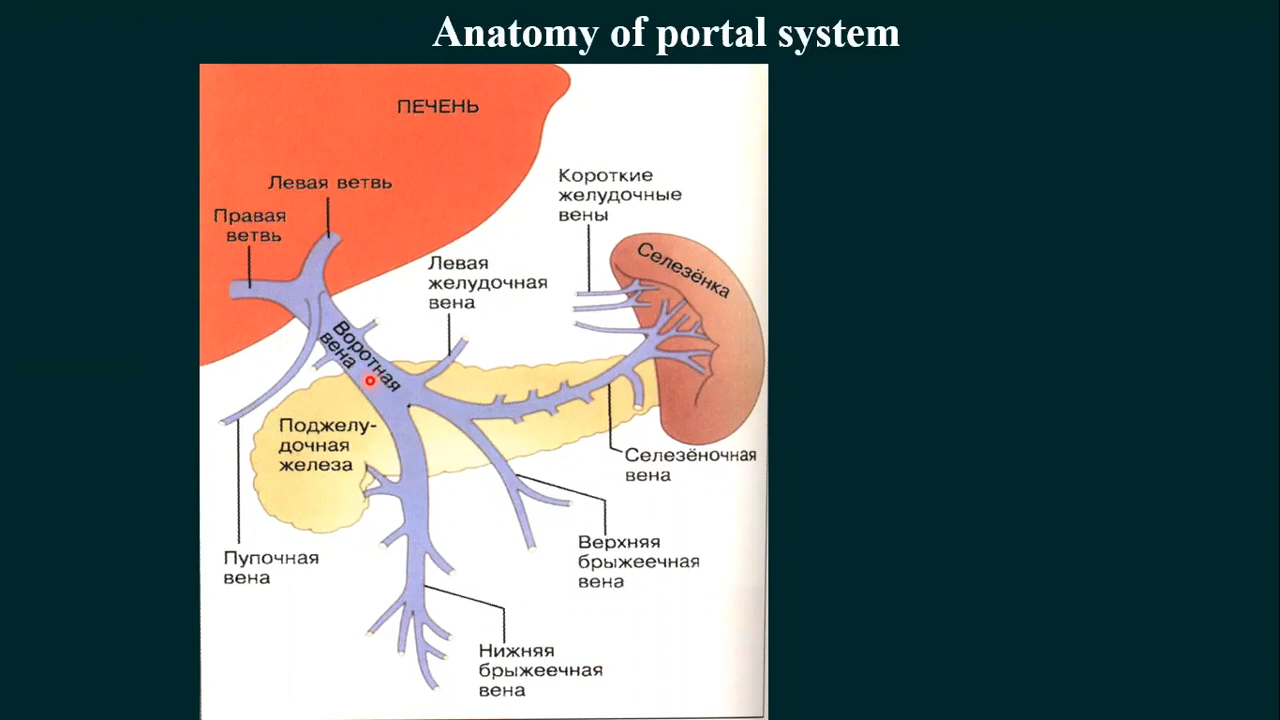 Anatomy of portal system
ПЕЧЕНЬ
Левая ветвь
Правая
ветвь
Короткие
желудочные
вены
Селезёнка
Левая
желудочная
вена
Воротная
вена
Поджелу-
дочная
железа
Селезёночная
вена
Пупочная
вена
Верхняя
брыжеечная
вена
Нижняя
брыжеечная
вена